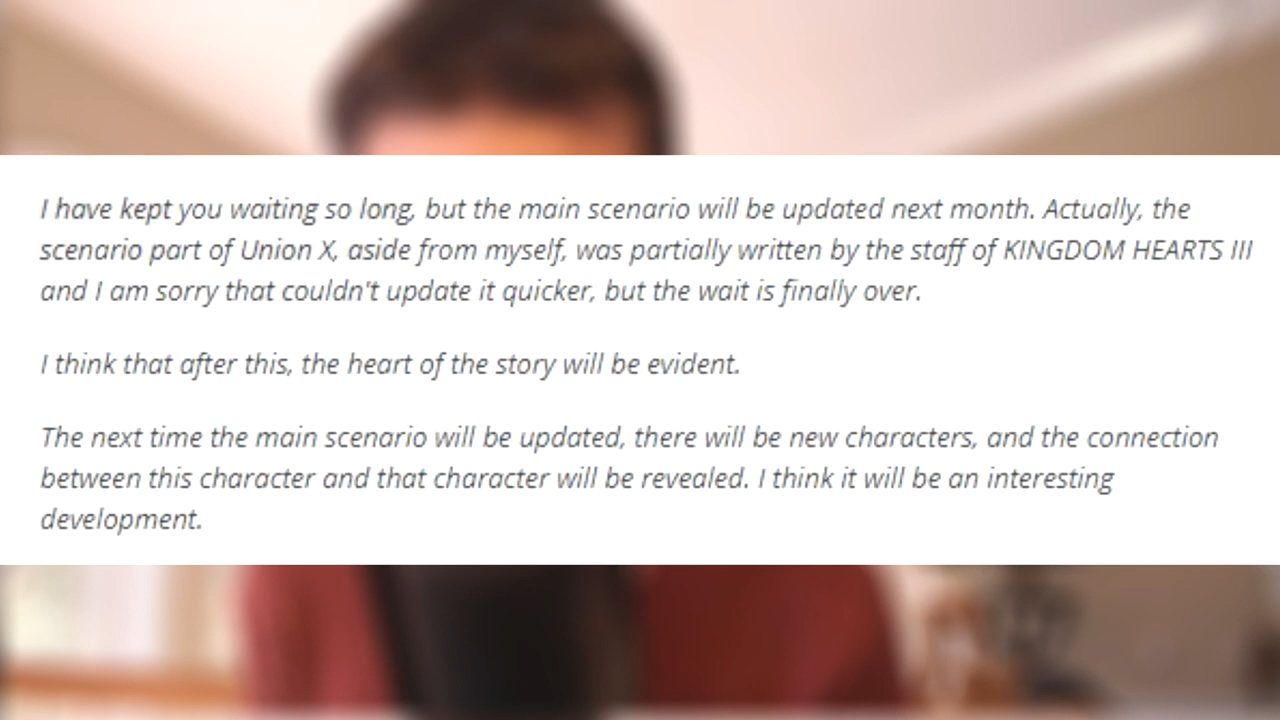 I have kept you waiting so long, but the main scenario will be updated next month. Actually, the
scenario part of Union X, aside from myself, was partially written by the staff of KINGDOM HEARTS III
and I am sorry that couldn't update it quicker, but the wait is finally over.
I think that after this, the heart of the story will be evident.
The next time the main scenario will be updated, there will be new characters, and the connection
between this character and that character will be revealed. I think it will be an interesting
development.